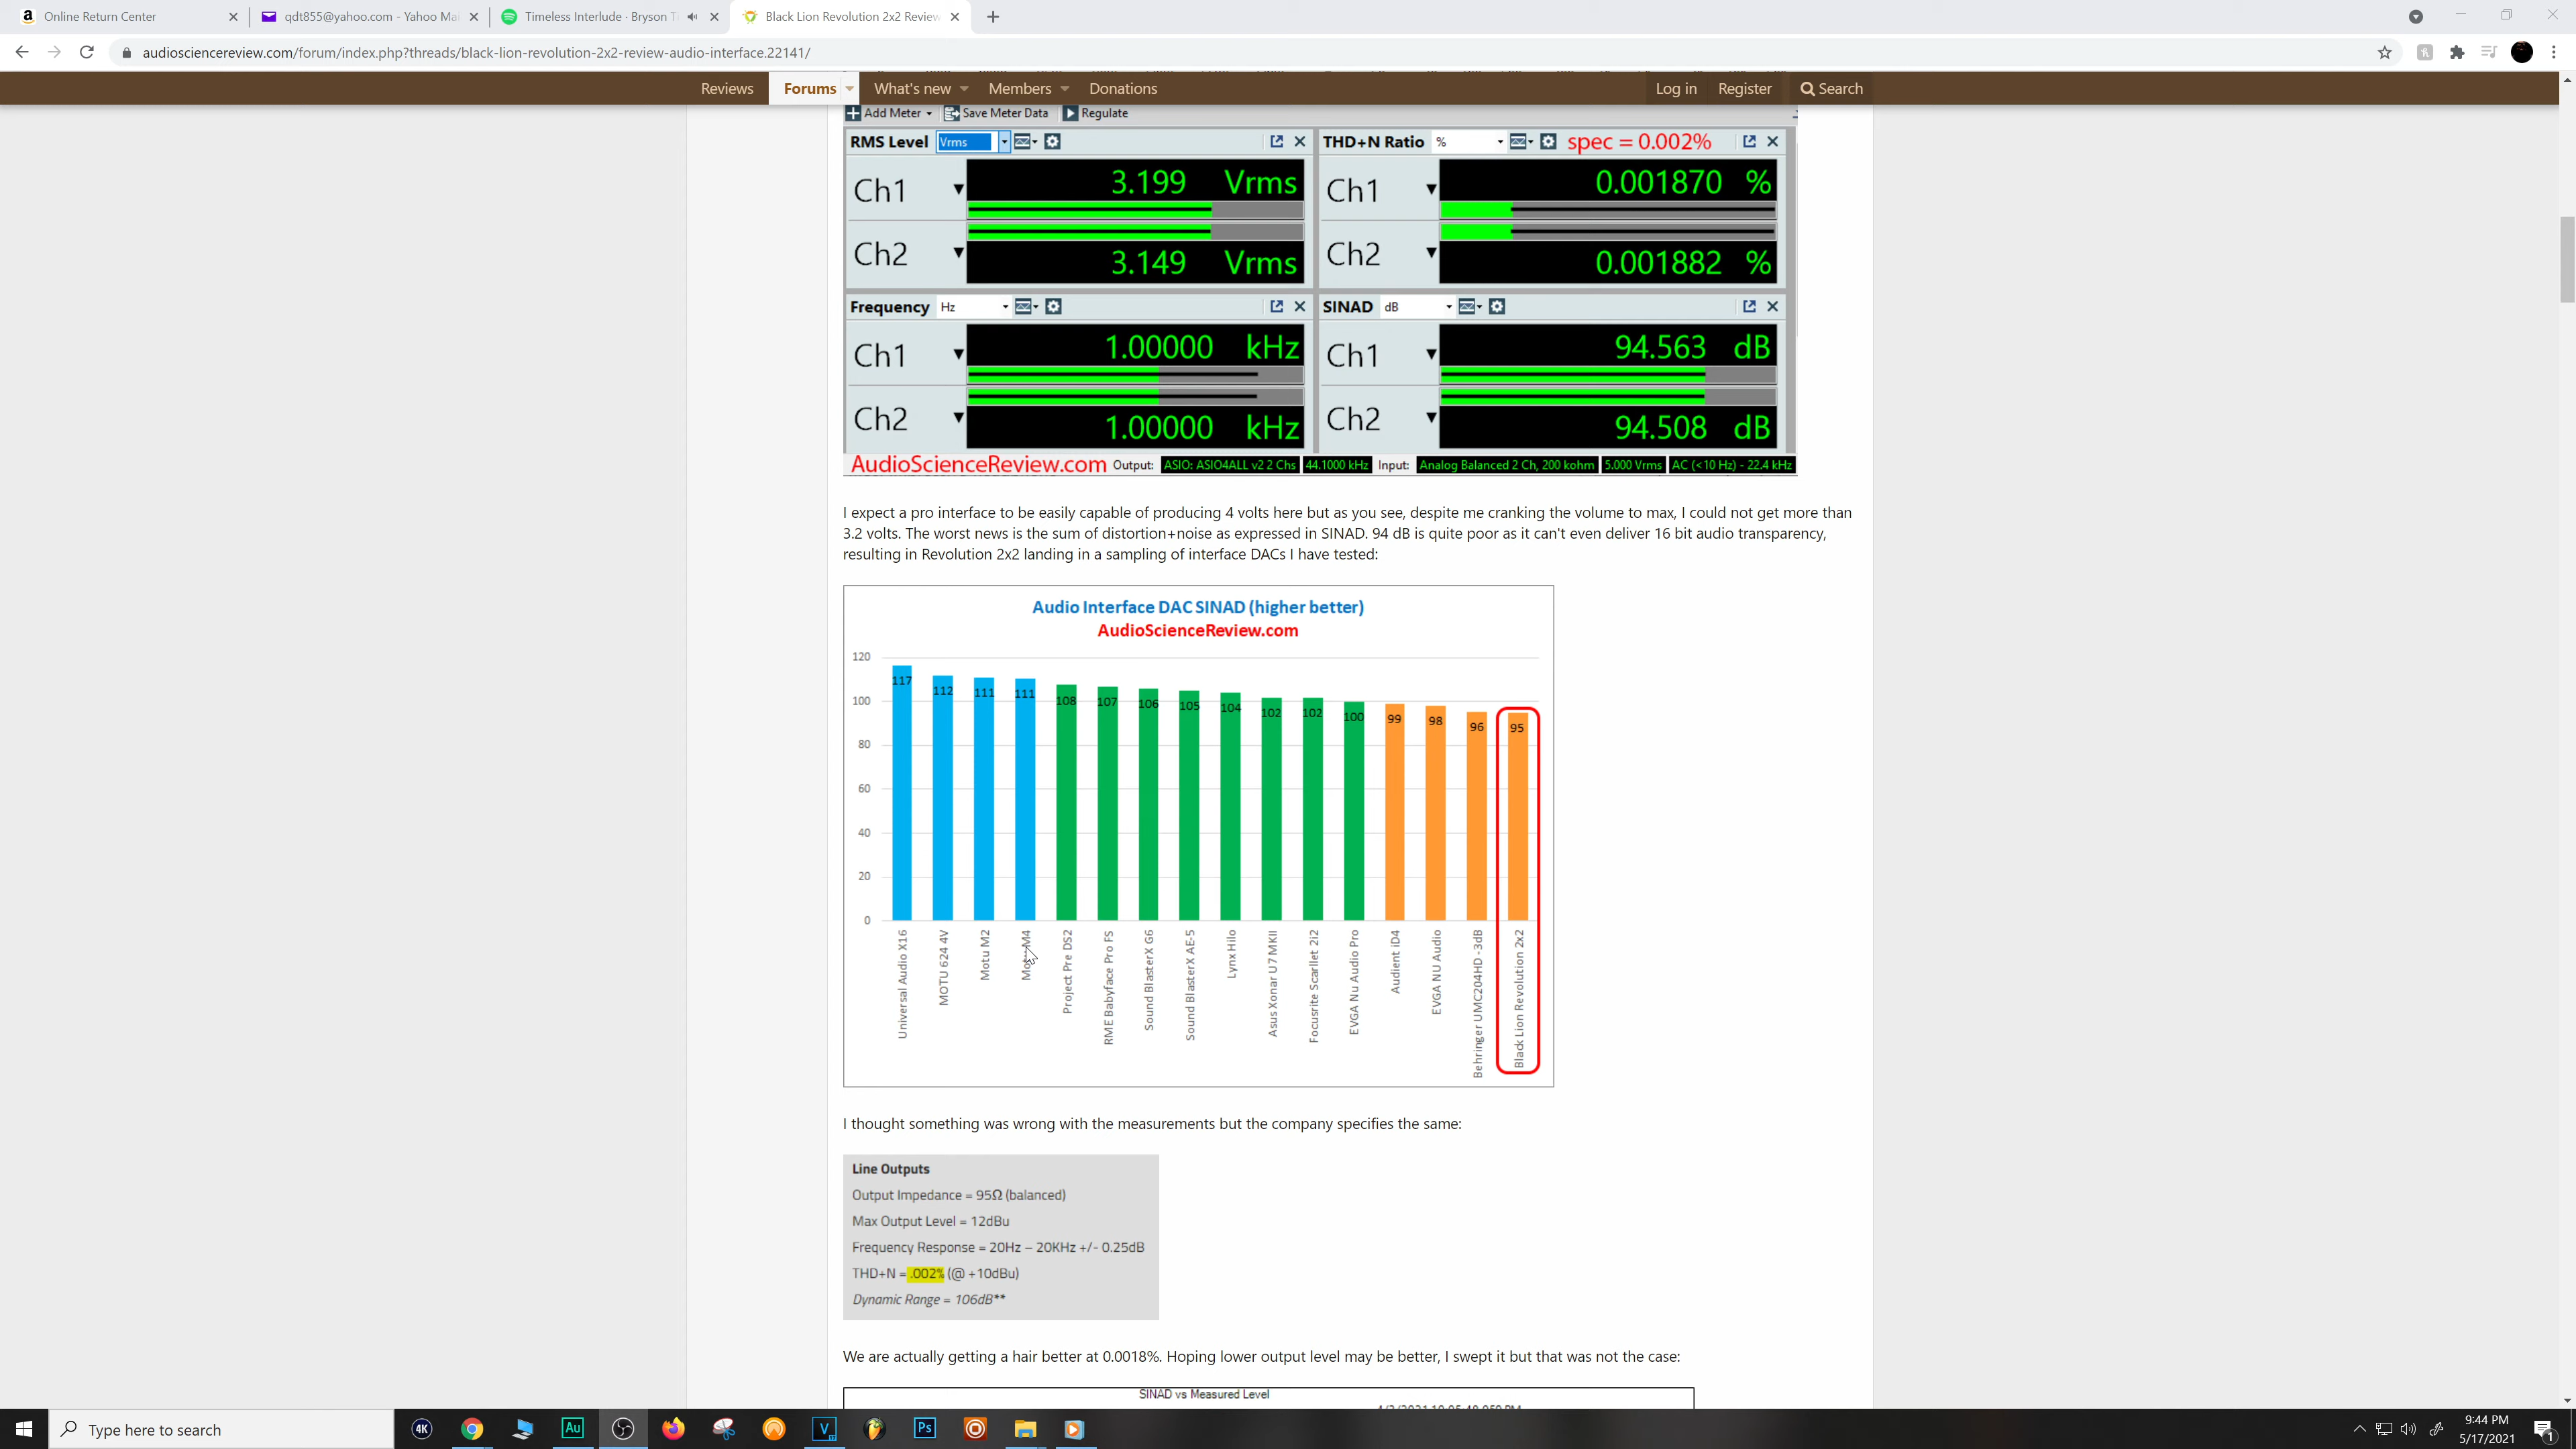 Online Return Center
qdt855@yahoo.com - Yahoo Mai
Timeless Interlude · Bryson Ti
Black Lion Revolution 2x2 Review
audiosciencereview.com/forum/index.php?threads/black-lion-revolution-2x2-review-audio-interface.22141/
Reviews
Forums
What's new
Members
Donations
Log in
Register
Search
Add Meter
Save Meter Data
Regulate
RMS Level Vrms
Ch1 3.199 Vrms
Ch2 3.149 Vrms
THD+N Ratio % spec = 0.002%
Ch1 0.001870 %
Ch2 0.001882 %
Frequency Hz
Ch1 1.00000 kHz
Ch2 1.00000 kHz
SINAD dB
Ch1 94.563 dB
Ch2 94.508 dB
AudioScienceReview.com Output: ASIO: ASIO4ALL v2 2 Chs 44.1000 kHz Input: Analog Balanced 2 Ch, 200 kohm 5.000 Vrms AC (<10 Hz) - 22.4 kHz
I expect a pro interface to be easily capable of producing 4 volts here but as you see, despite me cranking the volume to max, I could not get more than
3.2 volts. The worst news is the sum of distortion+noise as expressed in SINAD. 94 dB is quite poor as it can't even deliver 16 bit audio transparency,
resulting in Revolution 2x2 landing in a sampling of interface DACs I have tested:
Audio Interface DAC SINAD (higher better)
AudioScienceReview.com
120
100
80
60
40
20
0
117
112
111
111
108
107
106
105
104
102
102
100
99
98
96
95
Universal Audio X16
MOTU 624 4V
Motu M2
Project Pre DS2
RME Babyface Pro FS
Sound BlasterX G6
Sound BlasterX AE-5
Lynx Hilo
Asus Xonar U7 MKII
Focusrite Scarllet 2i2
EVGA Nu Audio Pro
Audient iD4
EVGA NU Audio
Behringer UMC204HD -3dB
Black Lion Revolution 2x2
I thought something was wrong with the measurements but the company specifies the same:
Line Outputs
Output Impedance = 95Ω (balanced)
Max Output Level = 12dBu
Frequency Response = 20Hz – 20KHz +/- 0.25dB
THD+N = .002% (@ +10dBu)
Dynamic Range = 106dB**
We are actually getting a hair better at 0.0018%. Hoping lower output level may be better, I swept it but that was not the case:
SINAD vs Measured Level
Type here to search
4K
Au
V
Ps
9:44 PM
5/17/2021
1